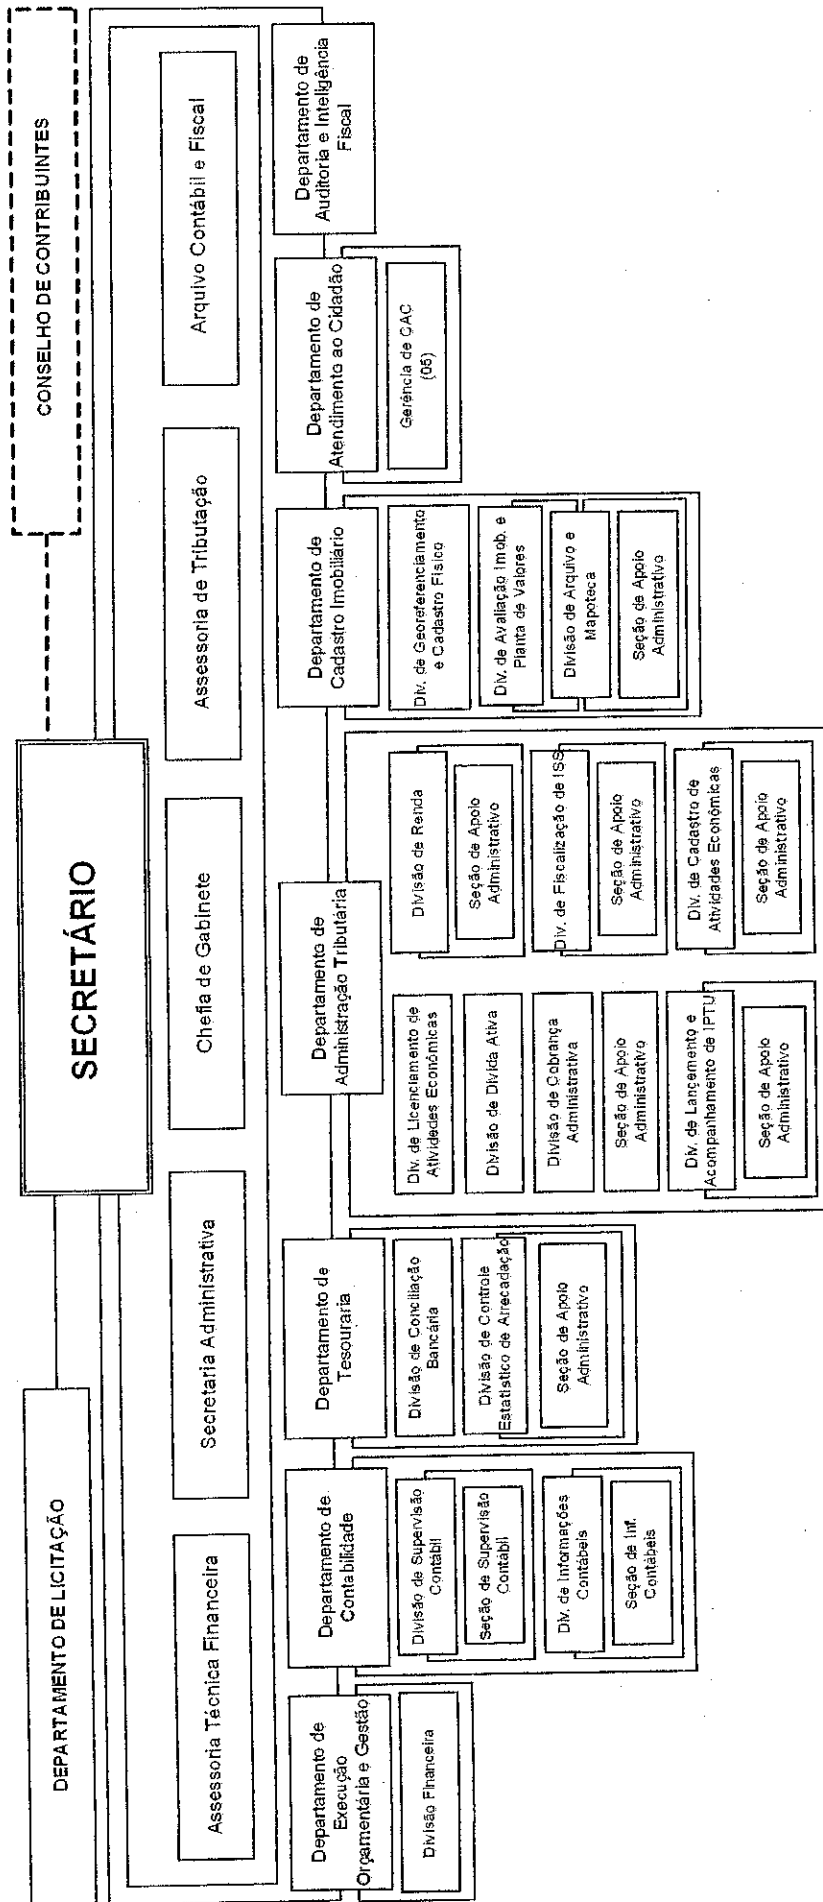 CONSELHO DE CONTRIBUINTES
SECRETÁRIO
DEPARTAMENTO DE LICITAÇÃO
Assessoria Técnica Financeira
Secretaria Administrativa
Chefia de Gabinete
Assessoria de Tributação
Arquivo Contábil e Fiscal
Departamento de
Execução
Orçamentária e Gestão
Divisão Financeira
Departamento de
Contabilidade
Divisão de Supervisão
Contábil
Seção de Supervisão
Contábil
Div. de Informações
Contábeis
Seção de Inf.
Contábeis
Departamento de
Tesouraria
Divisão de Conciliação
Bancária
Divisão de Controle
Estatístico de Arrecadação
Seção de Apoio
Administrativo
Departamento de
Administração Tributária
Div. de Licenciamento de
Atividedes Econômicas
Divisão de Divida Ativa
Divisão de Cobrança
Administrativa
Seção de Apoio
Administrativo
Div. de Lançemento e
Acompanhamento de IPTU
Seção de Apoio
Administrativo
Divisão de Renda
Seção de Apoio
Administrativo
Div. de Fiscalização de ISS
Seção de Apoio
Administrativo
Div. de Cadastro de
Atividades Econômicas
Seção de Apoio
Administrativo
Departamento de
Cadastro Imobiliário
Div. de Georeferenciamento
e Cadastro Físico
Div. de Avaliação Imob. e
Planta de Valores
Divisão de Arquivo e
Mapoteca
Seção de Apoio
Administrativo
Departamento de
Atendimento ao Cidadão
Gerência de CAC
(05)
Departamento de
Auditoria e Inteligência
Fiscal